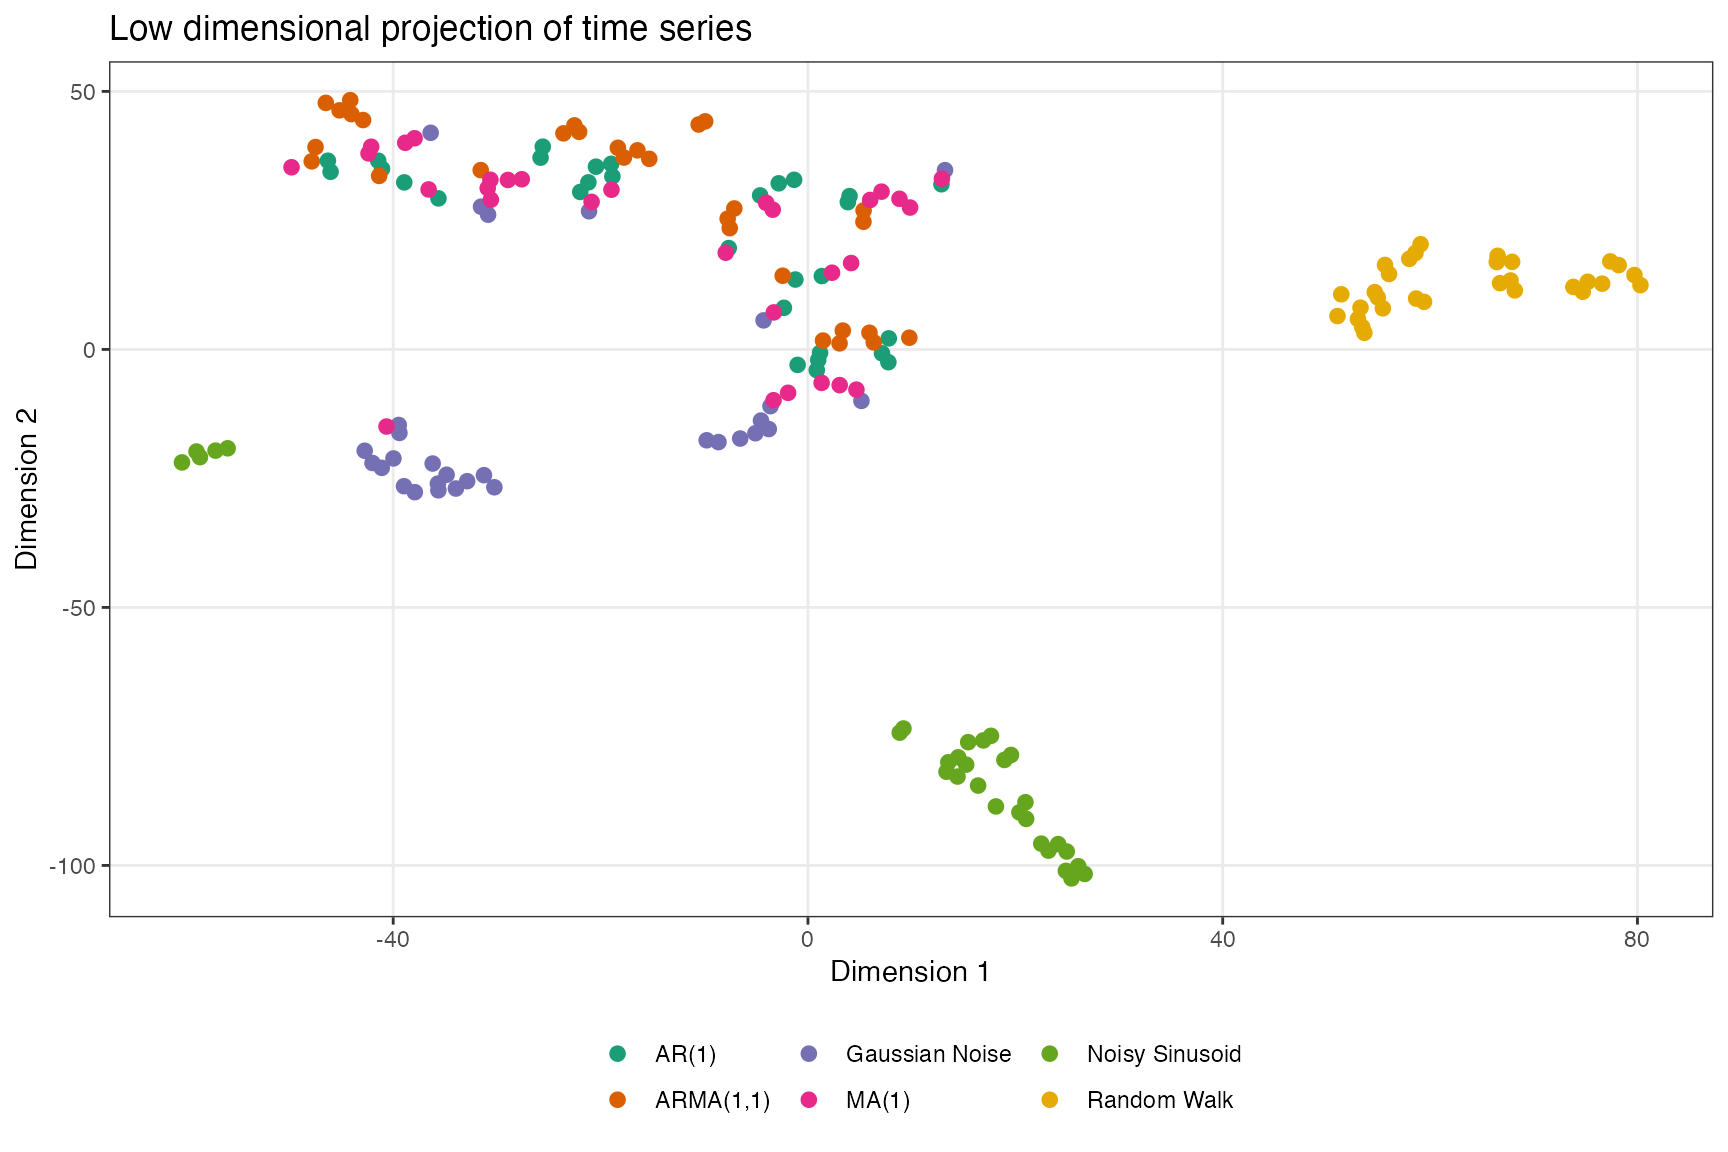 Low dimensional projection of time series
50
0
-50
-100
Dimension 2
-40
0
40
80
Dimension 1
AR(1)
Gaussian Noise
Noisy Sinusoid
ARMA(1,1)
MA(1)
Random Walk